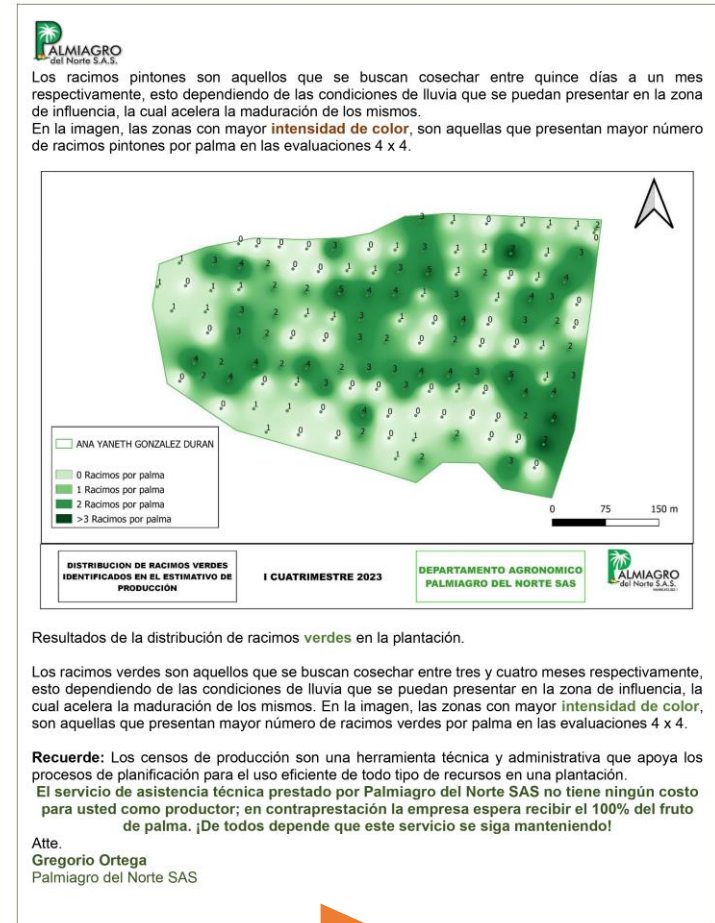 PALMIAGRO
del Norte S.A.S.
Los racimos pintones son aquellos que se buscan cosechar entre quince días a un mes
respectivamente, esto dependiendo de las condiciones de lluvia que se puedan presentar en la zona
de influencia, la cual acelera la maduración de los mismos.
En la imagen, las zonas con mayor intensidad de color, son aquellas que presentan mayor número
de racimos pintones por palma en las evaluaciones 4 x 4.
ANA YANETH GONZALEZ DURAN
0 Racimos por palma
1 Racimos por palma
2 Racimos por palma
>3 Racimos por palma
0 75 150 m
DISTRIBUCION DE RACIMOS VERDES
IDENTIFICADOS EN EL ESTIMATIVO DE
PRODUCCIÓN
I CUATRIMESTRE 2023
DEPARTAMENTO AGRONOMICO
PALMIAGRO DEL NORTE SAS
PALMIAGRO
del Norte S.A.S.
Resultados de la distribución de racimos verdes en la plantación.
Los racimos verdes son aquellos que se buscan cosechar entre tres y cuatro meses respectivamente,
esto dependiendo de las condiciones de lluvia que se puedan presentar en la zona de influencia, la
cual acelera la maduración de los mismos. En la imagen, las zonas con mayor intensidad de color,
son aquellas que presentan mayor número de racimos verdes por palma en las evaluaciones 4 x 4.
Recuerde: Los censos de producción son una herramienta técnica y administrativa que apoya los
procesos de planificación para el uso eficiente de todo tipo de recursos en una plantación.
El servicio de asistencia técnica prestado por Palmiagro del Norte SAS no tiene ningún costo
para usted como productor; en contraprestación la empresa espera recibir el 100% del fruto
de palma. ¡De todos depende que este servicio se siga manteniendo!
Atte.
Gregorio Ortega
Palmiagro del Norte SAS